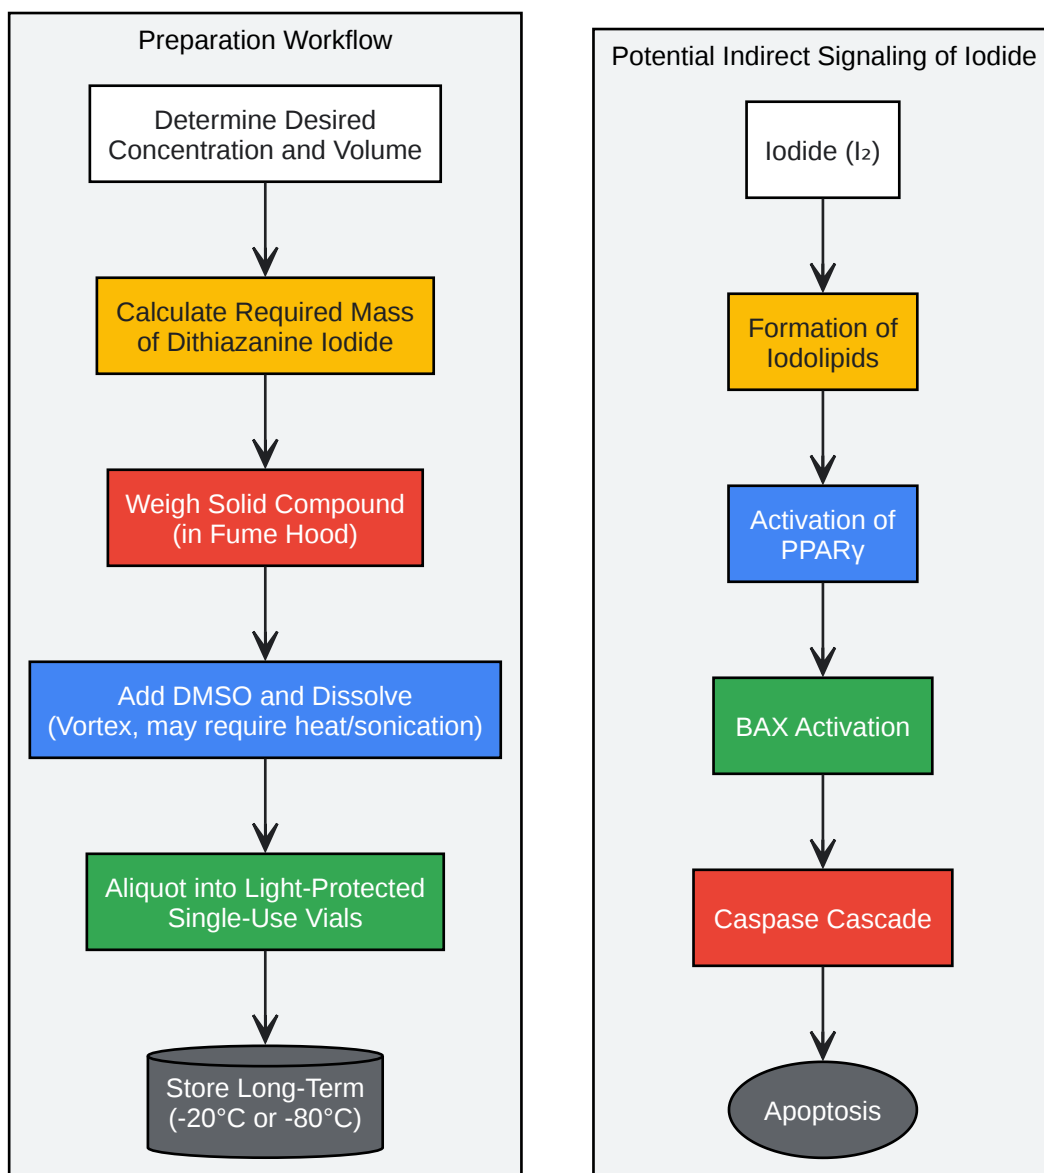 Preparation Workflow
Determine Desired
Concentration and Volume
Calculate Required Mass
of Dithiazanine Iodide
Weigh Solid Compound
(in Fume Hood)
Add DMSO and Dissolve
(Vortex, may require heat/sonication)
Aliquot into Light-Protected
Single-Use Vials
Store Long-Term
(-20°C or -80°C)
Potential Indirect Signaling of Iodide
Iodide (I₂)
Formation of
Iodolipids
Activation of
PPARγ
BAX Activation
Caspase Cascade
Apoptosis